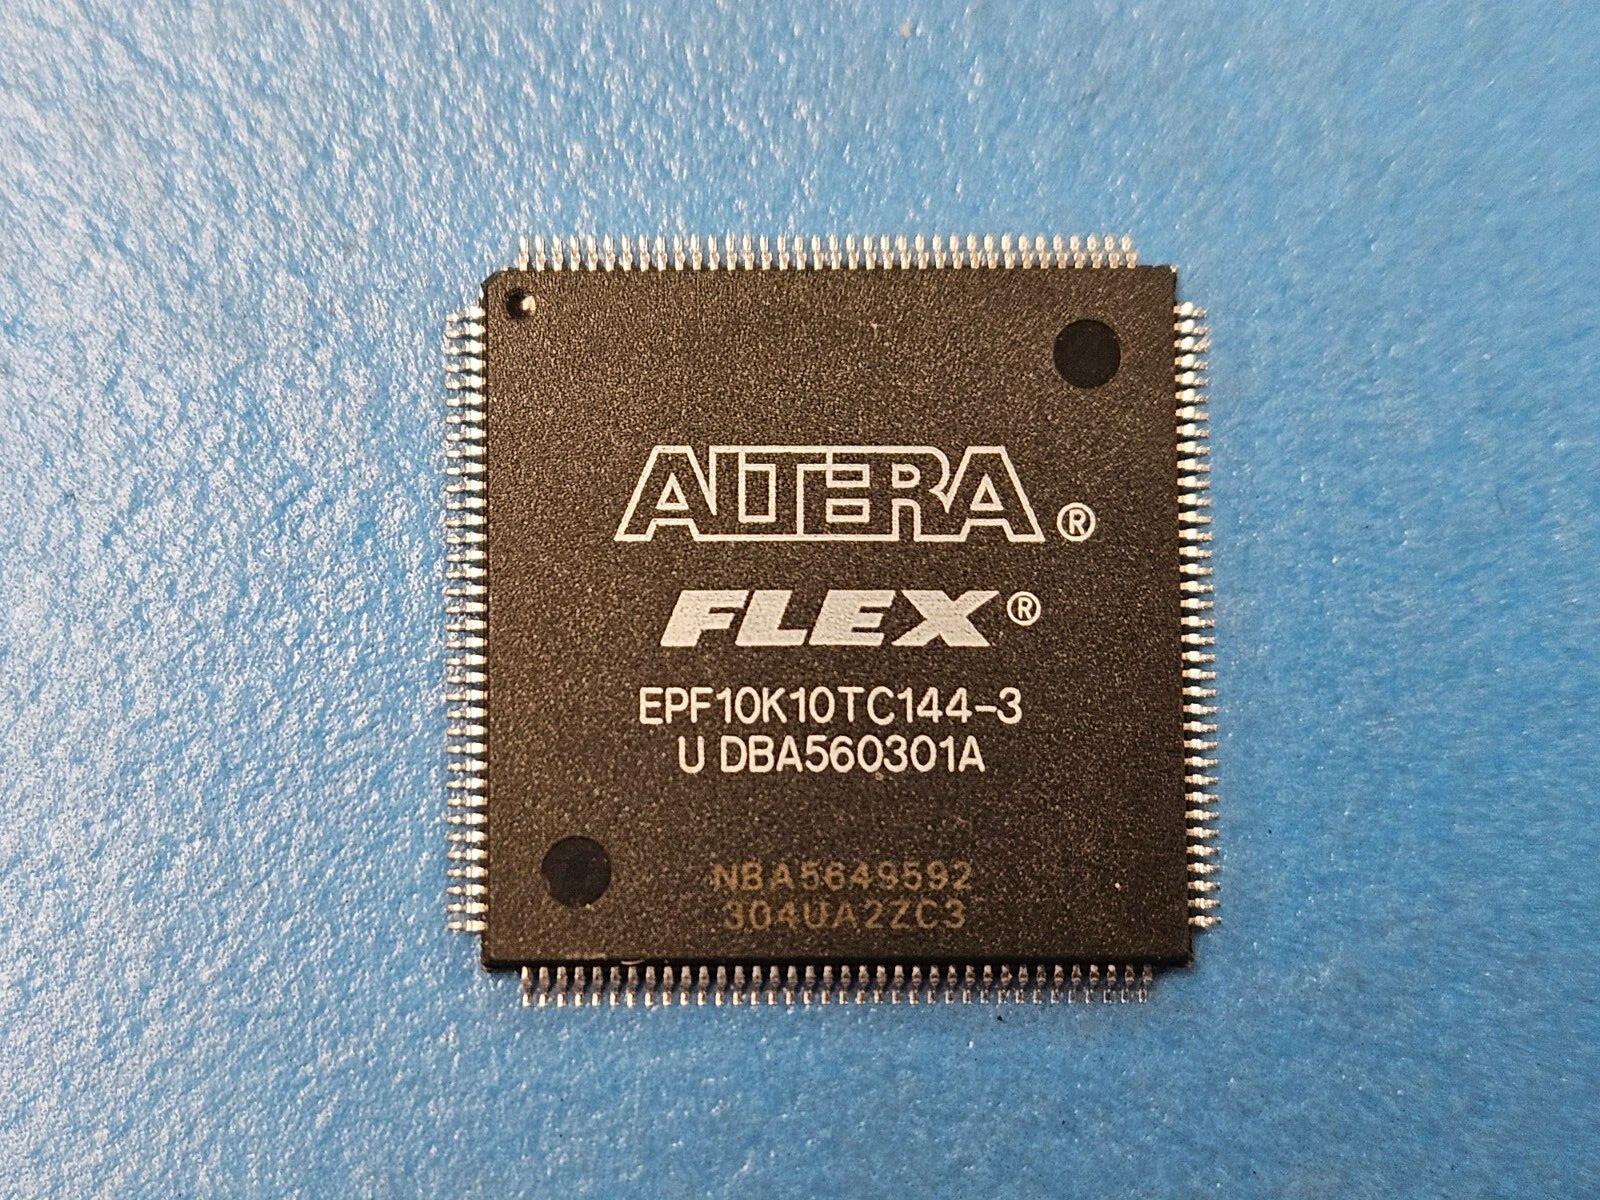 ALTERA®
FLEX®
EPF10K10TC144-3
U DBA560301A
NBA5649592
304UA2ZC3